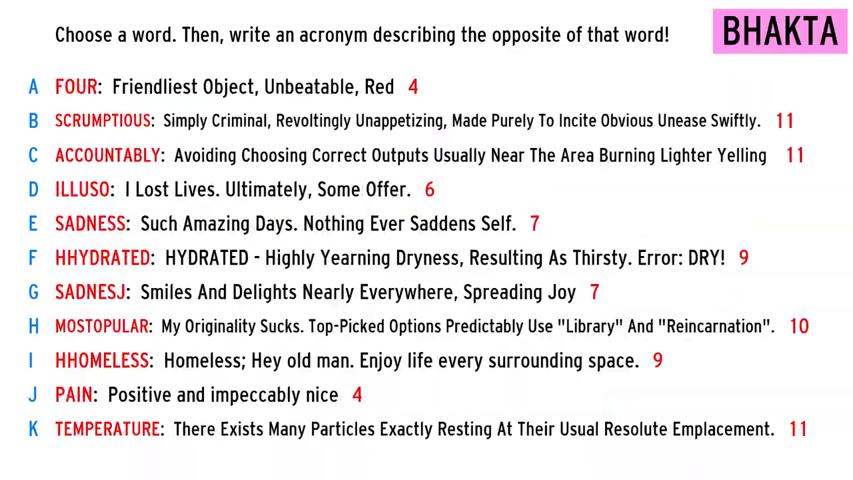 Choose a word. Then, write an acronym describing the opposite of that word!
BHAKTA
A FOUR: Friendliest Object, Unbeatable, Red 4
B SCRUMPTIOUS: Simply Criminal, Revoltingly Unappetizing, Made Purely To Incite Obvious Unease Swiftly. 11
C ACCOUNTABLY: Avoiding Choosing Correct Outputs Usually Near The Area Burning Lighter Yelling 11
D ILLUSO: I Lost Lives. Ultimately, Some Offer. 6
E SADNESS: Such Amazing Days. Nothing Ever Saddens Self. 7
F HHYDRATED: HYDRATED - Highly Yearning Dryness, Resulting As Thirsty. Error: DRY! 9
G SADNESJ: Smiles And Delights Nearly Everywhere, Spreading Joy 7
H MOSTOPULAR: My Originality Sucks. Top-Picked Options Predictably Use "Library" And "Reincarnation". 10
I HHOMELESS: Homeless; Hey old man. Enjoy life every surrounding space. 9
J PAIN: Positive and impeccably nice 4
K TEMPERATURE: There Exists Many Particles Exactly Resting At Their Usual Resolute Emplacement. 11